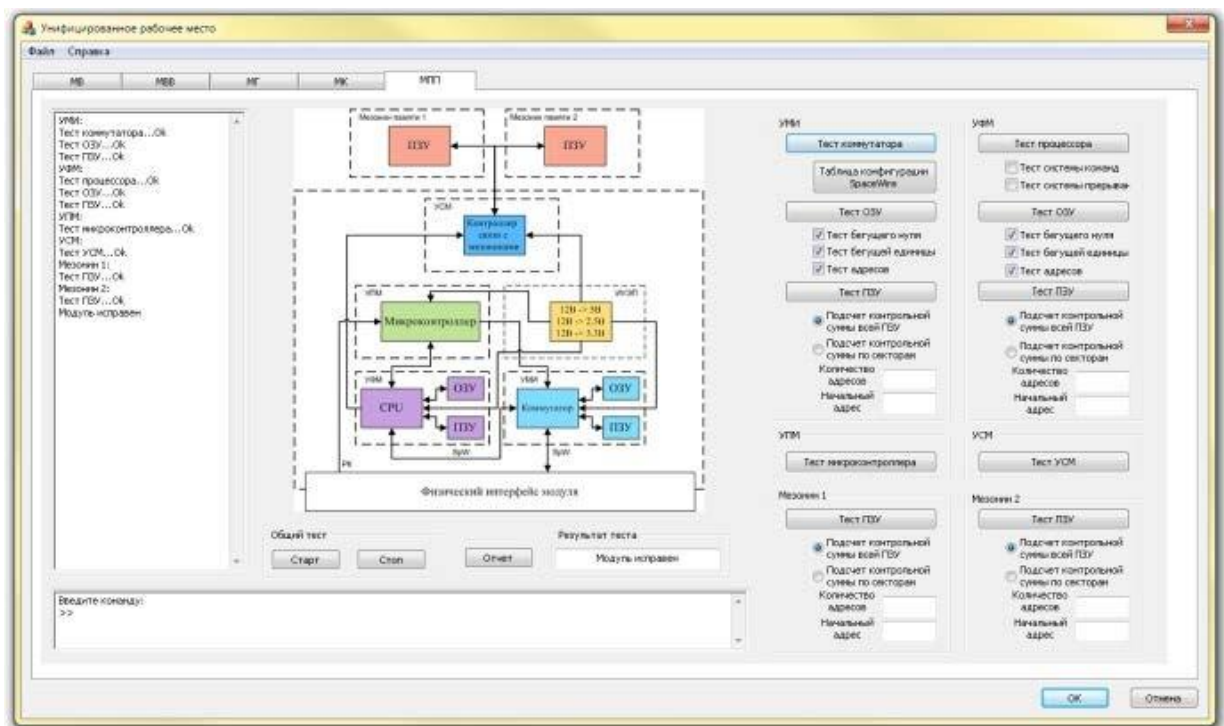 Унифицированное рабочее место
Файл Справка
МВ МВВ МГ МК МПП
УМИ:
Тест коммутатора...Ok
Тест ОЗУ...Ok
Тест ПЗУ...Ok
УФМ:
Тест процессора...Ok
Тест ОЗУ...Ok
Тест ПЗУ...Ok
УПМ:
Тест микроконтроллера...Ok
УСМ:
Тест УСМ...Ok
Мезонин 1:
Тест ПЗУ...Ok
Мезонин 2:
Тест ПЗУ...Ok
Модуль исправен
Мезонин памяти 1
Мезонин памяти 2
ПЗУ
ПЗУ
УСМ
Контроллер
связи с
мезонинами
УПМ
Микроконтроллер
12В -> 5В
12В -> 2.5В
12В -> 3.3В
УФМ
CPU
ОЗУ
ПЗУ
SpW
УМИ
Коммутатор
ОЗУ
ПЗУ
SpW
Физический интерфейс модуля
Общий тест
Старт
Стоп
Отчет
Результат теста
Модуль исправен
Введите команду:
>>
УМИ
Тест коммутатора
Таблица конфигурации
SpaceWire
Тест ОЗУ
Тест бегущего нуля
Тест бегущей единицы
Тест адресов
Тест ПЗУ
Подсчет контрольной
суммы всей ПЗУ
Подсчет контрольной
суммы по секторам
Количество
адресов
Начальный
адрес
УФМ
Тест процессора
Тест системы команд
Тест системы прерыван
Тест ОЗУ
Тест бегущего нуля
Тест бегущей единицы
Тест адресов
Тест ПЗУ
Подсчет контрольной
суммы всей ПЗУ
Подсчет контрольной
суммы по секторам
Количество
адресов
Начальный
адрес
УПМ
Тест микроконтроллера
УСМ
Тест УСМ
Мезонин 1
Тест ПЗУ
Подсчет контрольной
суммы всей ПЗУ
Подсчет контрольной
суммы по секторам
Количество
адресов
Начальный
адрес
Мезонин 2
Тест ПЗУ
Подсчет контрольной
суммы всей ПЗУ
Подсчет контрольной
суммы по секторам
Количество
адресов
Начальный
адрес
OK
Отмена